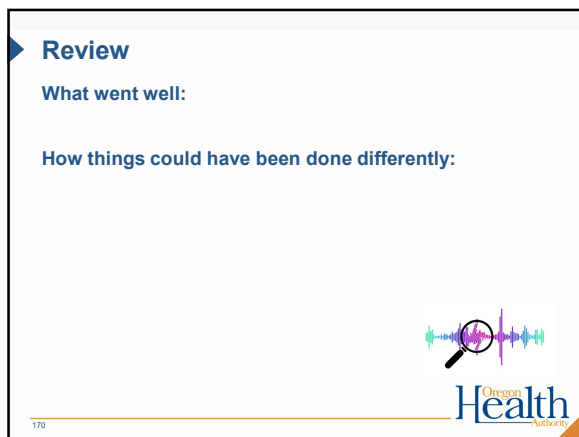 Review
What went well:
How things could have been done differently:
Oregon
Health
Authority
170